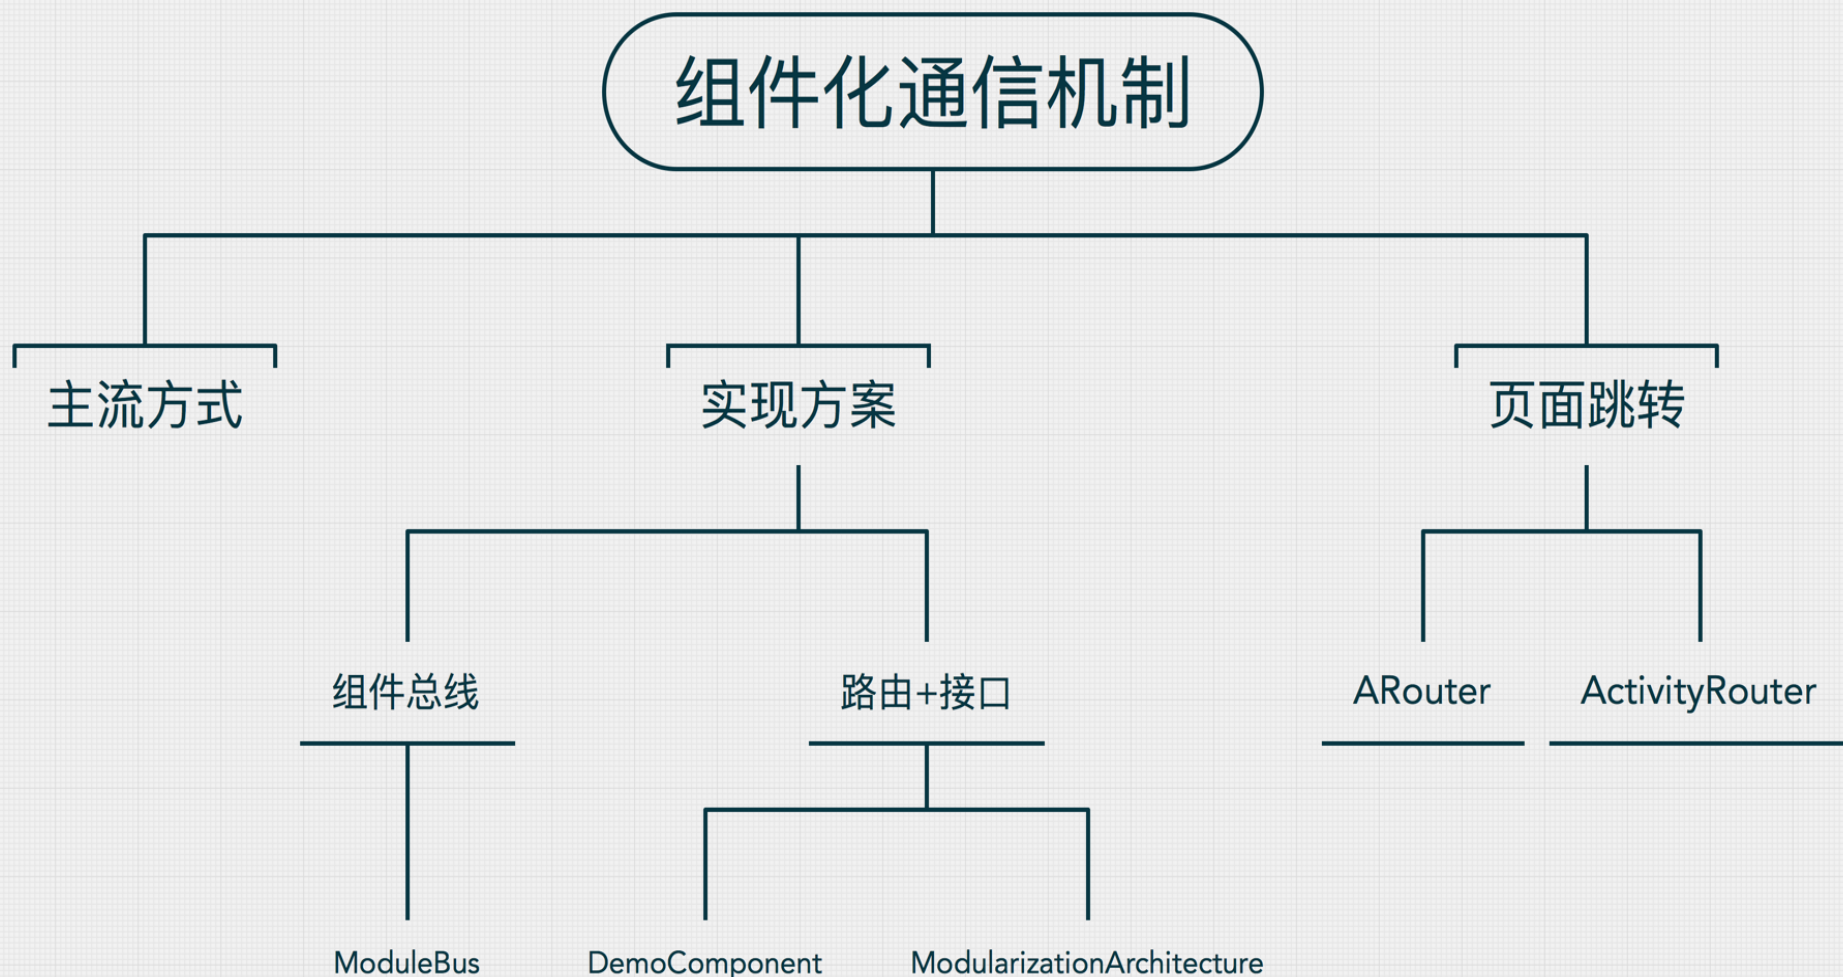 组件化通信机制
主流方式
实现方案
页面跳转
组件总线
路由+接口
ARouter
ActivityRouter
ModuleBus
DemoComponent
ModularizationArchitecture